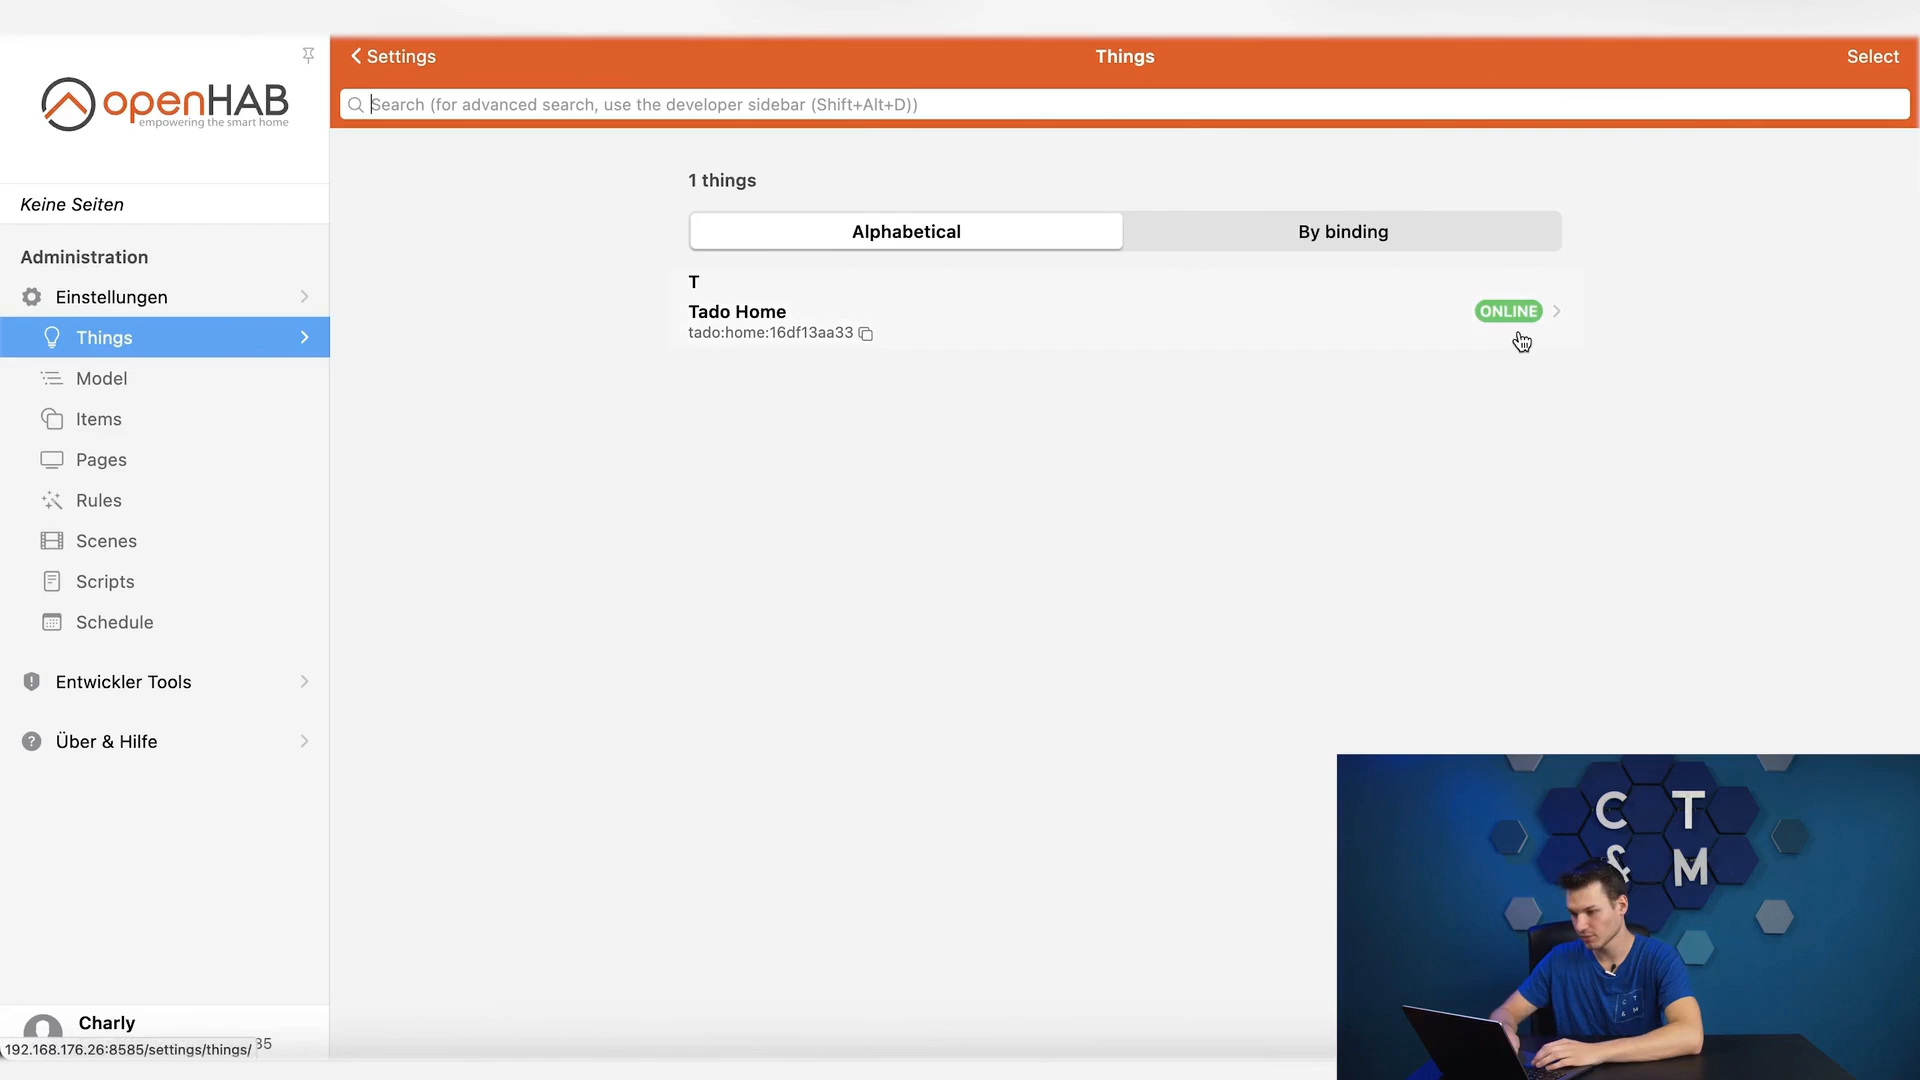 openHAB
empowering the smart home
Keine Seiten
Administration
Einstellungen
Things
Model
Items
Pages
Rules
Scenes
Scripts
Schedule
Entwickler Tools
Über & Hilfe
Charly
192.168.176.26:8585/settings/things/
35
Settings
Things
Select
Search (for advanced search, use the developer sidebar (Shift+Alt+D))
1 things
Alphabetical
By binding
T
Tado Home
ONLINE
tado:home:16df13aa33
C T
& M
C T
& M